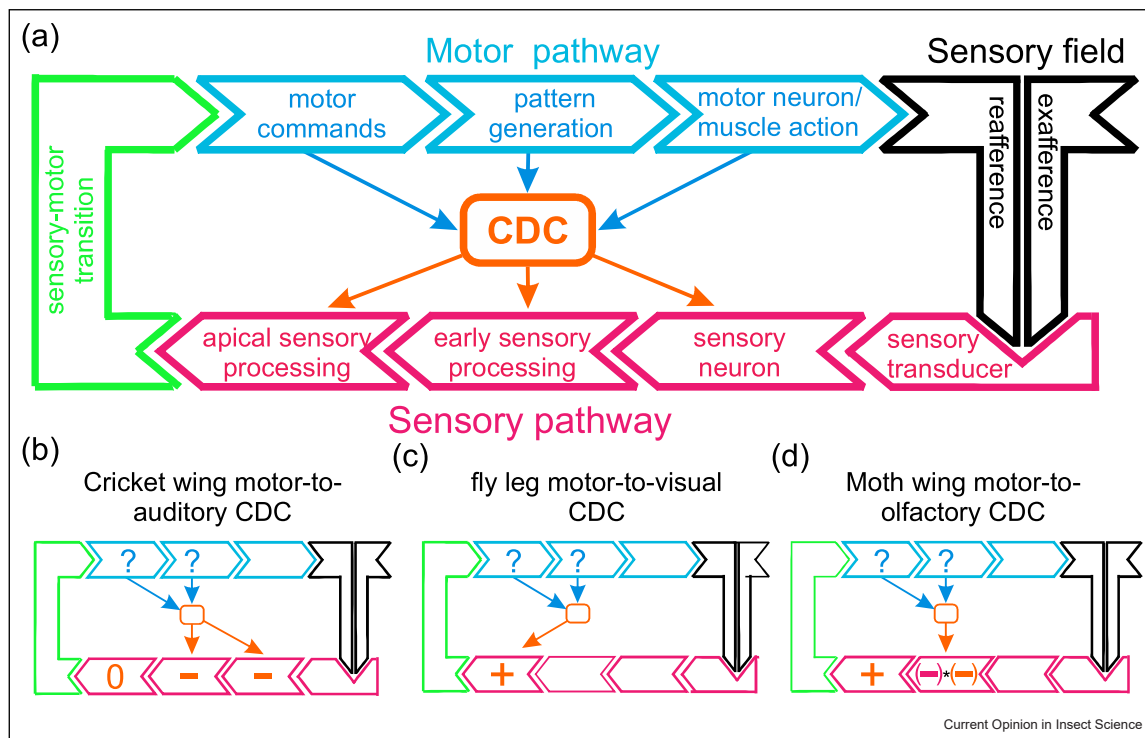 (a)
Motor pathway
Sensory field
motor
commands
pattern
generation
motor neuron/
muscle action
reafference
exafference
sensory-motor
transition
CDC
apical sensory
processing
early sensory
processing
sensory
neuron
sensory
transducer
Sensory pathway
(b)
Cricket wing motor-to-
auditory CDC
? ?
0 - -
(c)
fly leg motor-to-visual
CDC
? ?
+
(d)
Moth wing motor-to-
olfactory CDC
? ?
+ (-)*(-)
Current Opinion in Insect Science